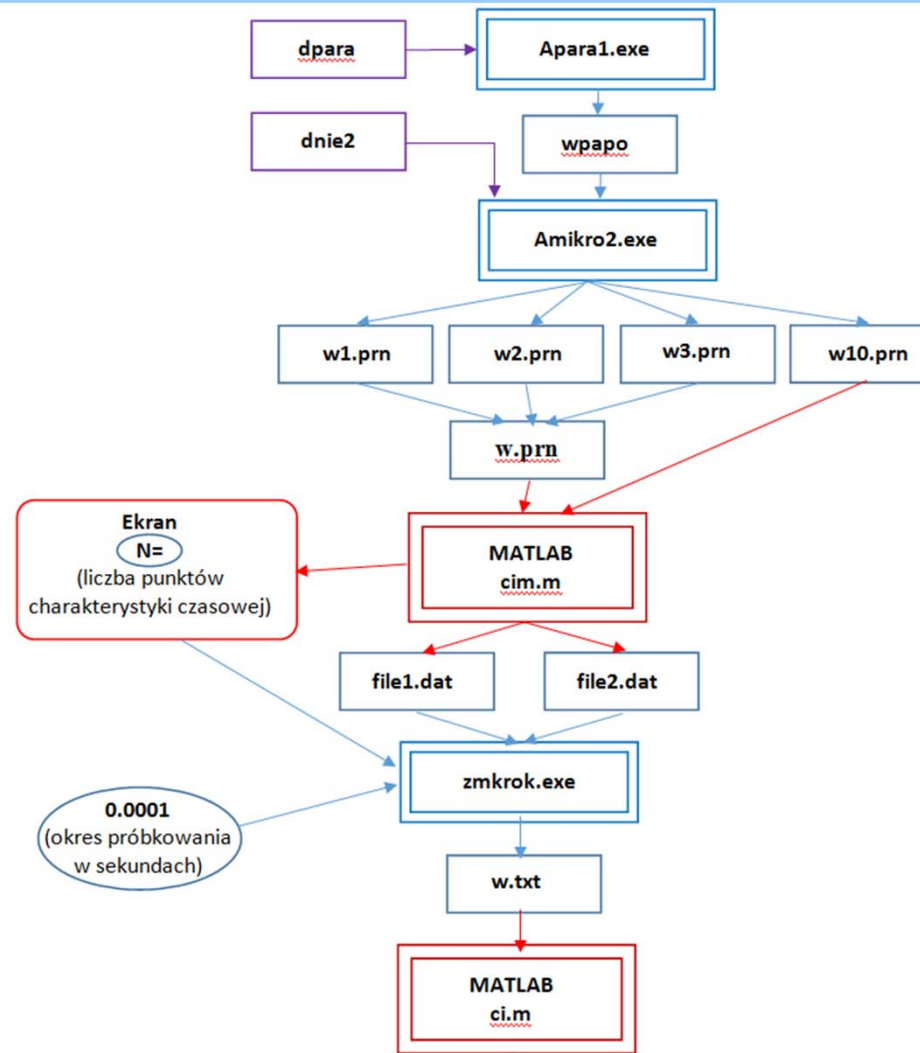 dpara
Apara1.exe
dnie2
wpapo
Amikro2.exe
w1.prn
w2.prn
w3.prn
w10.prn
w.prn
Ekran
N=
(liczba punktów
charakterystyki czasowej)
MATLAB
cim.m
file1.dat
file2.dat
zmkrok.exe
0.0001
(okres próbkowania
w sekundach)
w.txt
MATLAB
ci.m